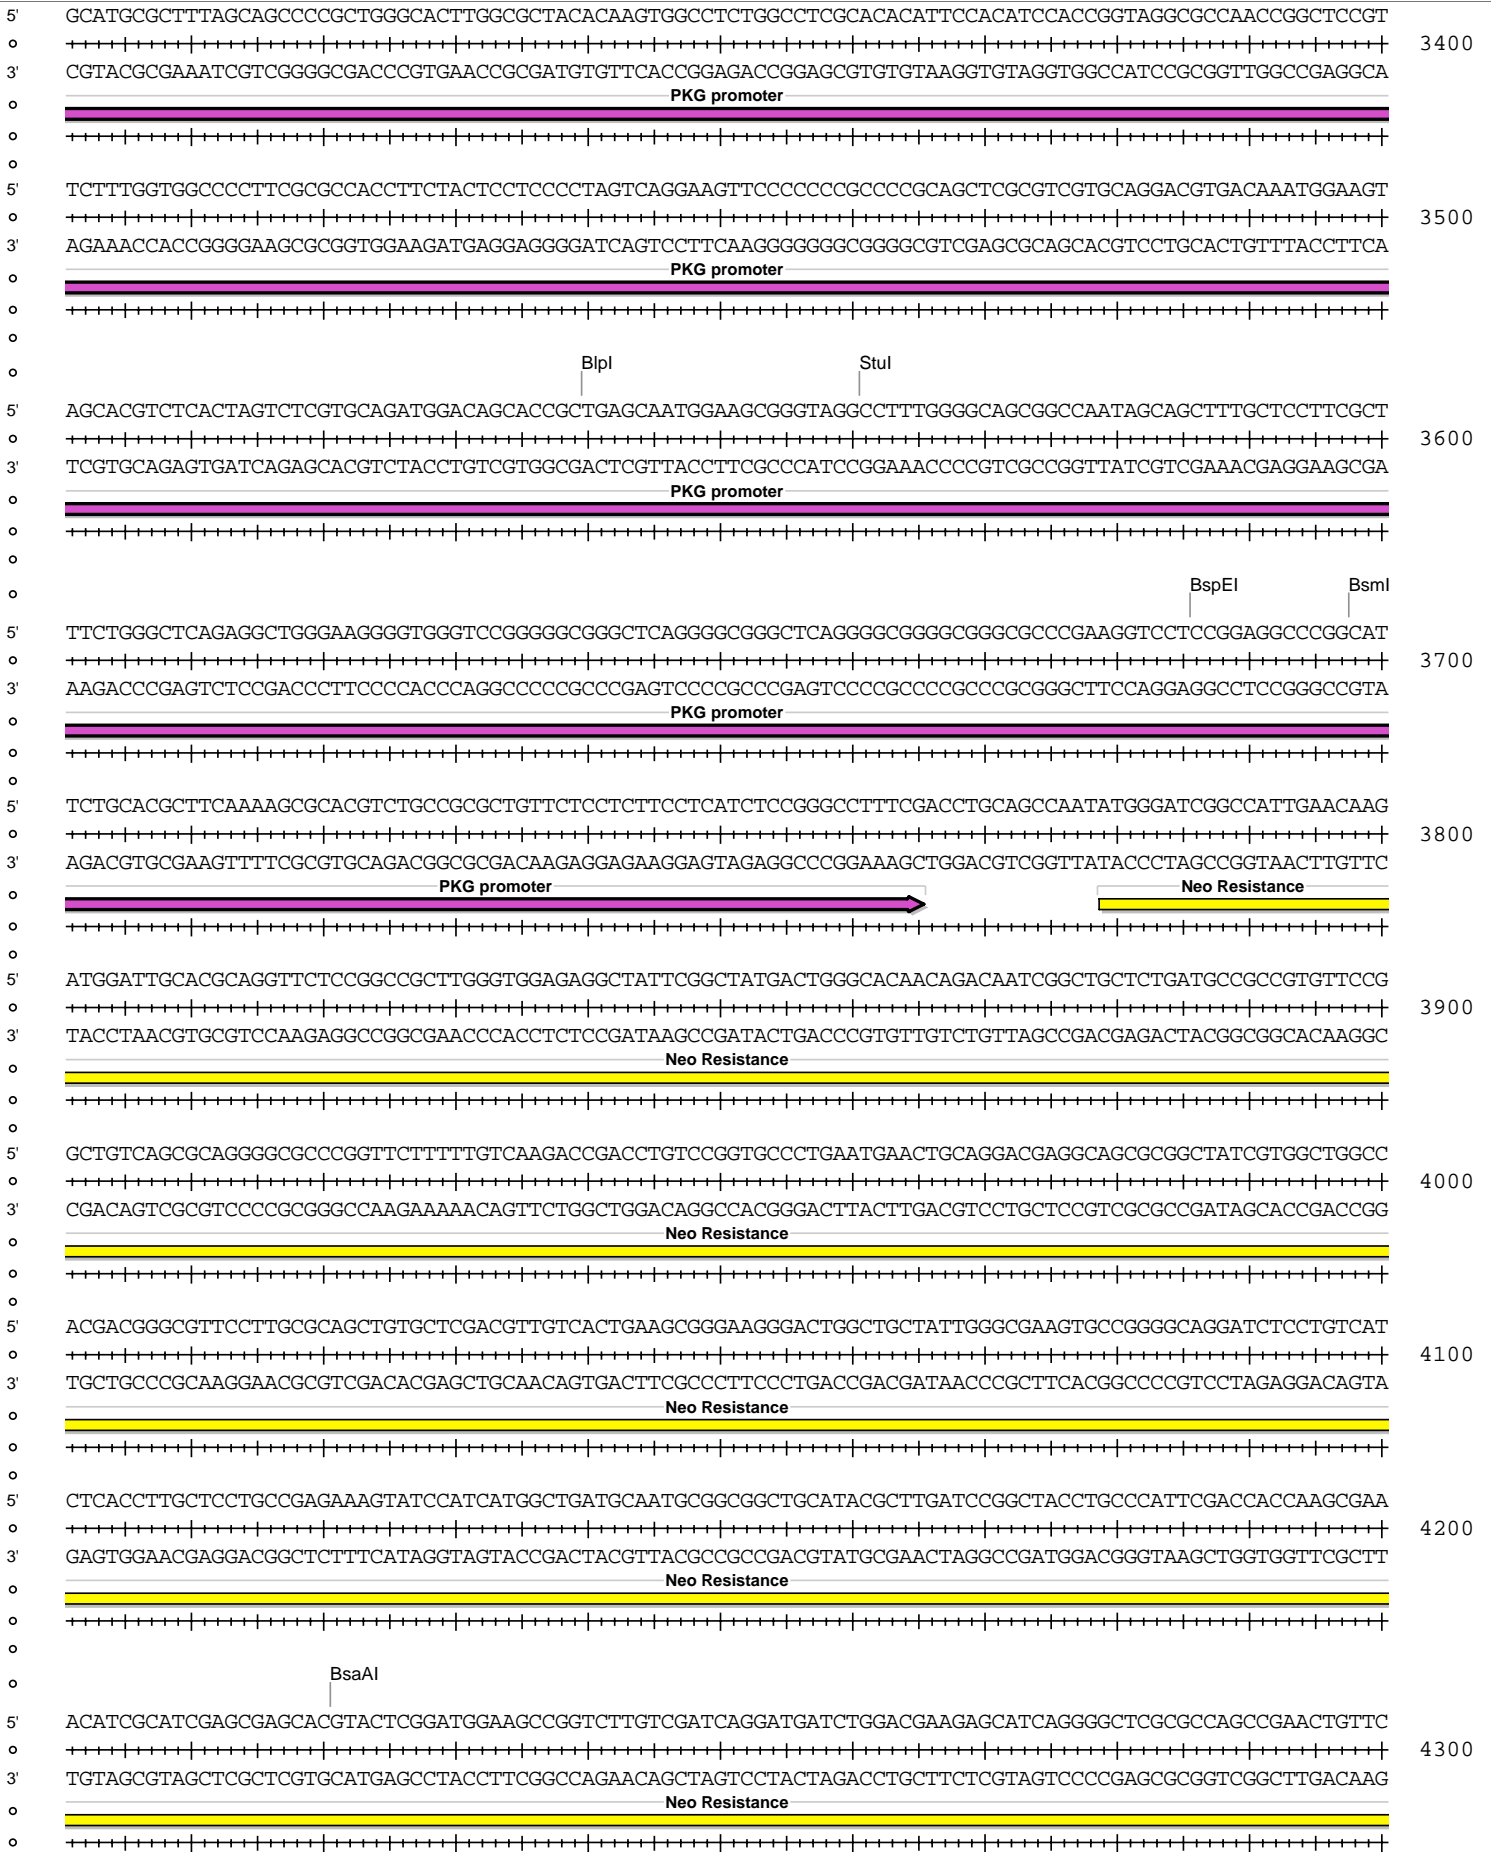 5' GCATGCGCTTTAGCAGCCCCGCTGGGCACTTGGCGCTACACAAGTGGCCTCTGGCCTCGCACACATTCCACATCCACCGGTAGGCGCCAACCGGCTCCGT
3400
3' CGTACGCGAAATCGTCGGGGCGACCCGTGAACCGCGATGTGTTCACCGGAGACCGGAGCGTGTGTAAGGTGTAGGTGGCCATCCGCGGTTGGCCGAGGCA
PKG promoter
5' TCTTTGGTGGCCCCTTCGCGCCACCTTCTACTCCTCCCCTAGTCAGGAAGTTCCCCCCCGCCCCGCAGCTCGCGTCGTGCAGGACGTGACAAATGGAAGT
3500
3' AGAAACCACCGGGGAAGCGCGGTGGAAGATGAGGAGGGGATCAGTCCTTCAAGGGGGGGCGGGGCGTCGAGCGCAGCACGTCCTGCACTGTTTACCTTCA
PKG promoter
BlpI StuI
5' AGCACGTCTCACTAGTCTCGTGCAGATGGACAGCACCGCTGAGCAATGGAAGCGGGTAGGCCTTTGGGGCAGCGGCCAATAGCAGCTTTGCTCCTTCGCT
3600
3' TCGTGCAGAGTGATCAGAGCACGTCTACCTGTCGTGGCGACTCGTTACCTTCGCCCATCCGGAAACCCCGTCGCCGGTTATCGTCGAAACGAGGAAGCGA
PKG promoter
BspEI BsmI
5' TTCTGGGCTCAGAGGCTGGGAAGGGGTGGGTCCGGGGGCGGGCTCAGGGGCGGGCTCAGGGGCGGGGCGGGCGCCCGAAGGTCCTCCGGAGGCCCGGCAT
3700
3' AAGACCCGAGTCTCCGACCCTTCCCCACCCAGGCCCCCGCCCGAGTCCCCGCCCGAGTCCCCGCCCCGCCCGCGGGCTTCCAGGAGGCCTCCGGGCCGTA
PKG promoter
5' TCTGCACGCTTCAAAAGCGCACGTCTGCCGCGCTGTTCTCCTCTTCCTCATCTCCGGGCCTTTCGACCTGCAGCCAATATGGGATCGGCCATTGAACAAG
3800
3' AGACGTGCGAAGTTTTCGCGTGCAGACGGCGCGACAAGAGGAGAAGGAGTAGAGGCCCGGAAAGCTGGACGTCGGTTATACCCTAGCCGGTAACTTGTTC
PKG promoter Neo Resistance
5' ATGGATTGCACGCAGGTTCTCCGGCCGCTTGGGTGGAGAGGCTATTCGGCTATGACTGGGCACAACAGACAATCGGCTGCTCTGATGCCGCCGTGTTCCG
3900
3' TACCTAACGTGCGTCCAAGAGGCCGGCGAACCCACCTCTCCGATAAGCCGATACTGACCCGTGTTGTCTGTTAGCCGACGAGACTACGGCGGCACAAGGC
Neo Resistance
5' GCTGTCAGCGCAGGGGCGCCCGGTTCTTTTTGTCAAGACCGACCTGTCCGGTGCCCTGAATGAACTGCAGGACGAGGCAGCGCGGCTATCGTGGCTGGCC
4000
3' CGACAGTCGCGTCCCCGCGGGCCAAGAAAAACAGTTCTGGCTGGACAGGCCACGGGACTTACTTGACGTCCTGCTCCGTCGCGCCGATAGCACCGACCGG
Neo Resistance
5' ACGACGGGCGTTCCTTGCGCAGCTGTGCTCGACGTTGTCACTGAAGCGGGAAGGGACTGGCTGCTATTGGGCGAAGTGCCGGGGCAGGATCTCCTGTCAT
4100
3' TGCTGCCCGCAAGGAACGCGTCGACACGAGCTGCAACAGTGACTTCGCCCTTCCCTGACCGACGATAACCCGCTTCACGGCCCCGTCCTAGAGGACAGTA
Neo Resistance
5' CTCACCTTGCTCCTGCCGAGAAAGTATCCATCATGGCTGATGCAATGCGGCGGCTGCATACGCTTGATCCGGCTACCTGCCCATTCGACCACCAAGCGAA
4200
3' GAGTGGAACGAGGACGGCTCTTTCATAGGTAGTACCGACTACGTTACGCCGCCGACGTATGCGAACTAGGCCGATGGACGGGTAAGCTGGTGGTTCGCTT
Neo Resistance
BsaAI
5' ACATCGCATCGAGCGAGCACGTACTCGGATGGAAGCCGGTCTTGTCGATCAGGATGATCTGGACGAAGAGCATCAGGGGCTCGCGCCAGCCGAACTGTTC
4300
3' TGTAGCGTAGCTCGCTCGTGCATGAGCCTACCTTCGGCCAGAACAGCTAGTCCTACTAGACCTGCTTCTCGTAGTCCCCGAGCGCGGTCGGCTTGACAAG
Neo Resistance